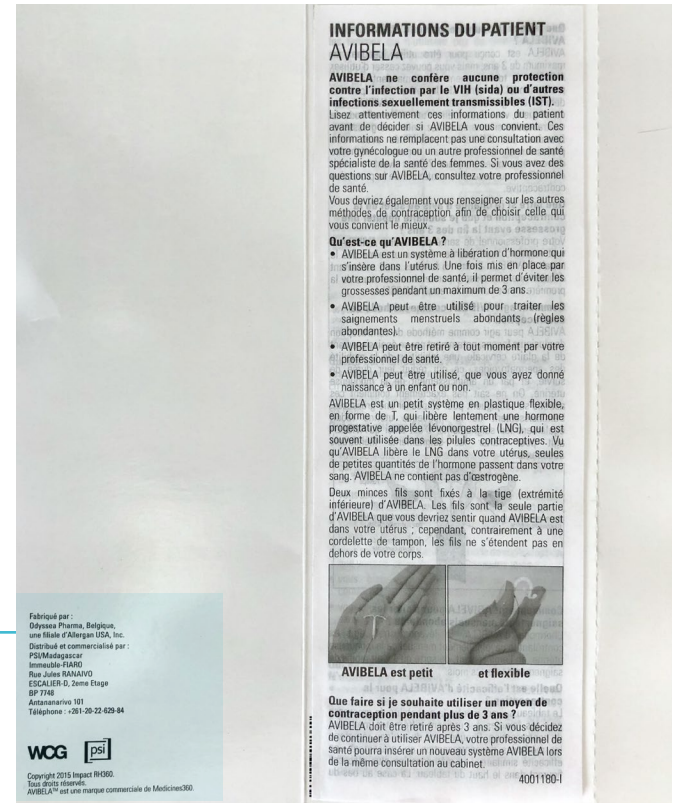 INFORMATIONS DU PATIENT
AVIBELA
AVIBELA ne confère aucune protection
contre l'infection par le VIH (sida) ou d'autres
infections sexuellement transmissibles (IST).
Lisez attentivement ces informations du patient
avant de décider si AVIBELA vous convient. Ces
informations ne remplacent pas une consultation avec
votre gynécologue ou un autre professionnel de santé
spécialiste de la santé des femmes. Si vous avez des
questions sur AVIBELA, consultez votre professionnel
de santé.
Vous devriez également vous renseigner sur les autres
méthodes de contraception afin de choisir celle qui
vous convient le mieux.
Qu'est-ce qu'AVIBELA ?
• AVIBELA est un système à libération d'hormone qui
s'insère dans l'utérus. Une fois mis en place par
votre professionnel de santé, il permet d'éviter les
grossesses pendant un maximum de 3 ans.
• AVIBELA peut être utilisé pour traiter les
saignements menstruels abondants (règles
abondantes).
• AVIBELA peut être retiré à tout moment par votre
professionnel de santé.
• AVIBELA peut être utilisé, que vous ayez donné
naissance à un enfant ou non.
AVIBELA est un petit système en plastique flexible,
en forme de T, qui libère lentement une hormone
progestative appelée lévonorgestrel (LNG), qui est
souvent utilisée dans les pilules contraceptives. Vu
qu'AVIBELA libère le LNG dans votre utérus, seules
de petites quantités de l'hormone passent dans votre
sang. AVIBELA ne contient pas d'œstrogène.
Deux minces fils sont fixés à la tige (extrémité
inférieure) d'AVIBELA. Les fils sont la seule partie
d'AVIBELA que vous devriez sentir quand AVIBELA est
dans votre utérus ; cependant, contrairement à une
cordelette de tampon, les fils ne s'étendent pas en
dehors de votre corps.
AVIBELA est petit et flexible
Que faire si je souhaite utiliser un moyen de
contraception pendant plus de 3 ans ?
AVIBELA doit être retiré après 3 ans. Si vous décidez
de continuer à utiliser AVIBELA, votre professionnel de
santé pourra insérer un nouveau système AVIBELA lors
de la même consultation au cabinet.
4001180-I
Fabriqué par :
Odyssea Pharma, Belgique,
une filiale d'Allergan USA, Inc.
Distribué et commercialisé par :
PSI/Madagascar
Immeuble-FIARO
Rue Jules RANAIVO
ESCALIER-D, 2eme Etage
BP 7748
Antananarivo 101
Téléphone : +261-20-22-629-84
WCG psi
Copyright 2015 Impact RH360.
Tous droits réservés.
AVIBELA™ est une marque commerciale de Medicines360.